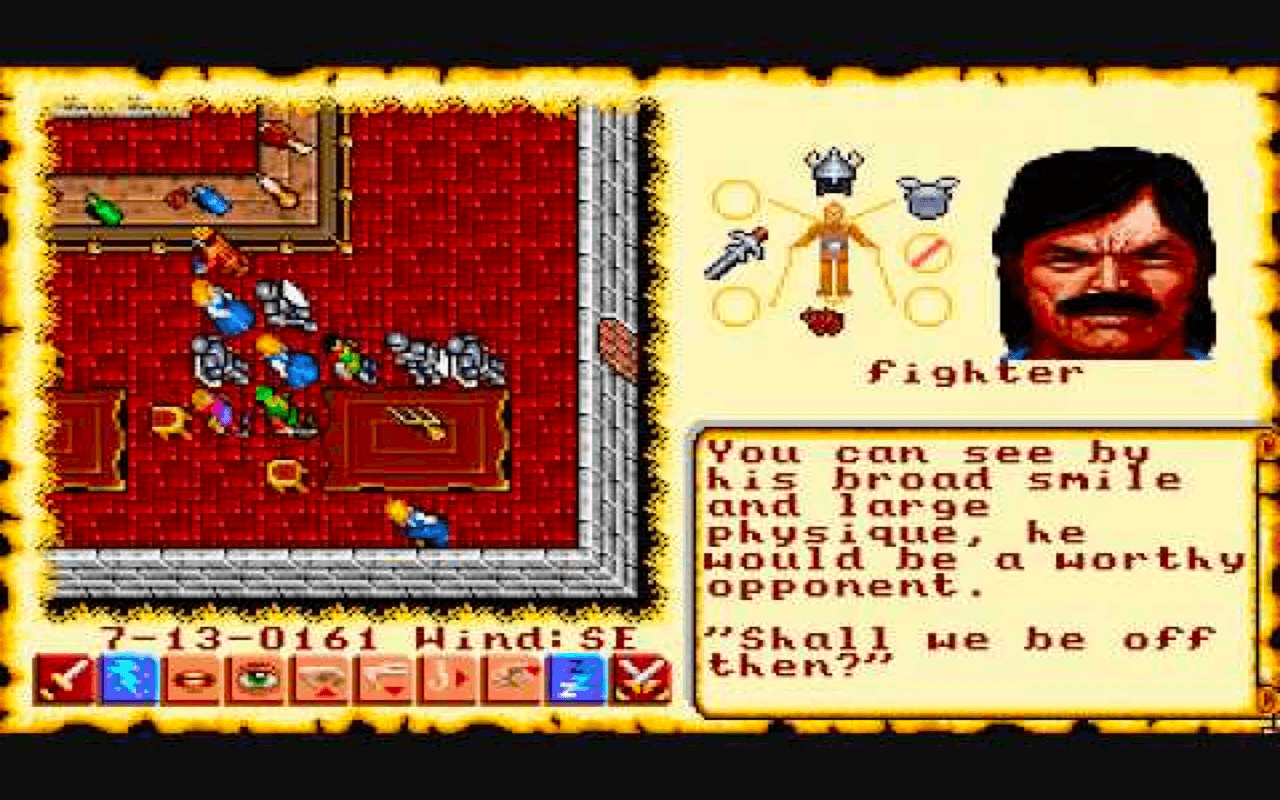 fighter
You can see by
his broad smile
and large
physique, he
would be a worthy
opponent.
"Shall we be off
then?"
7-13-0161 Wind:SE
z
z